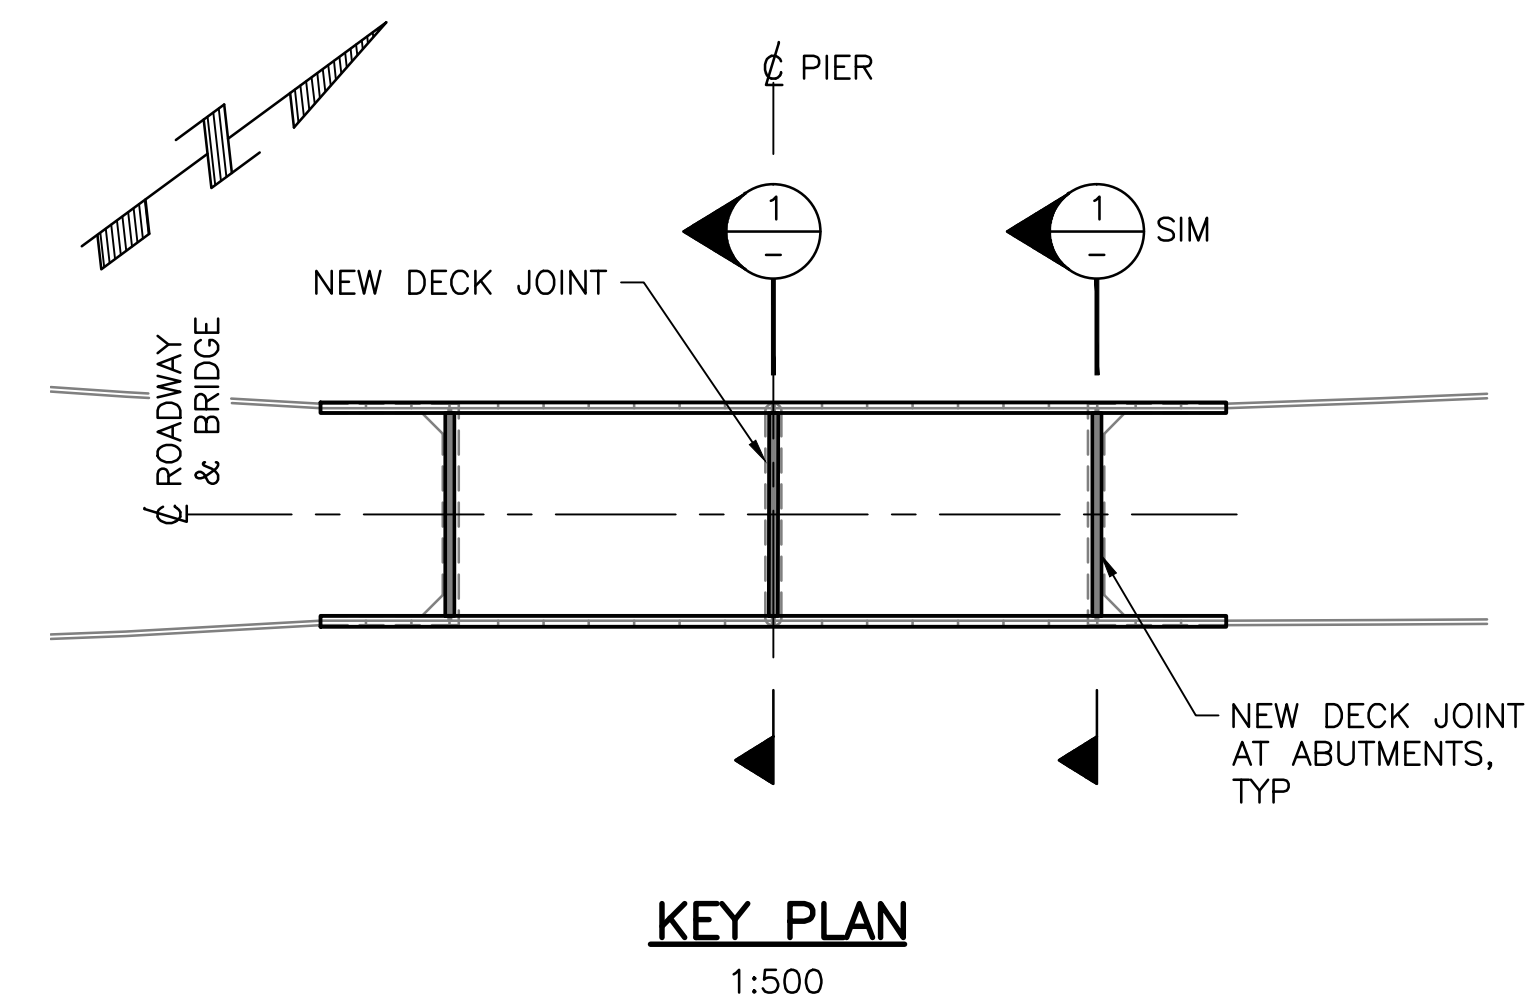 ℄ PIER
1
–
1
–
SIM
NEW DECK JOINT
℄ ROADWAY
& BRIDGE
NEW DECK JOINT
AT ABUTMENTS,
TYP
KEY PLAN
1:500